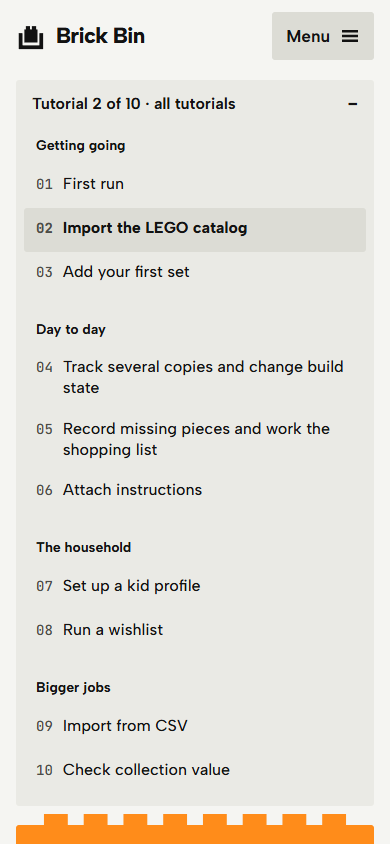 Brick Bin
Menu
Tutorial 2 of 10 · all tutorials
Getting going
01 First run
02 Import the LEGO catalog
03 Add your first set
Day to day
04 Track several copies and change build
state
05 Record missing pieces and work the
shopping list
06 Attach instructions
The household
07 Set up a kid profile
08 Run a wishlist
Bigger jobs
09 Import from CSV
10 Check collection value